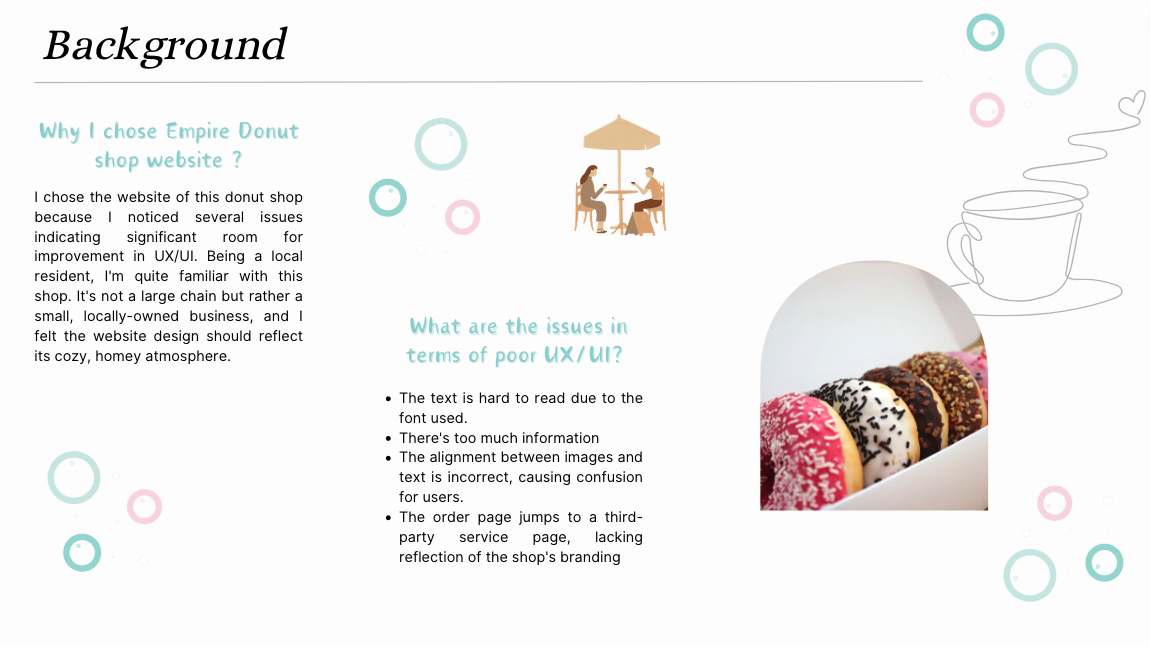 Background
Why I chose Empire Donut
shop website ?
I chose the website of this donut shop
because I noticed several issues
indicating significant room for
improvement in UX/UI. Being a local
resident, I'm quite familiar with this
shop. It's not a large chain but rather a
small, locally-owned business, and I
felt the website design should reflect
its cozy, homey atmosphere.
What are the issues in
terms of poor UX/UI?
• The text is hard to read due to the
font used.
• There's too much information
• The alignment between images and
text is incorrect, causing confusion
for users.
• The order page jumps to a third-
party service page, lacking
reflection of the shop's branding